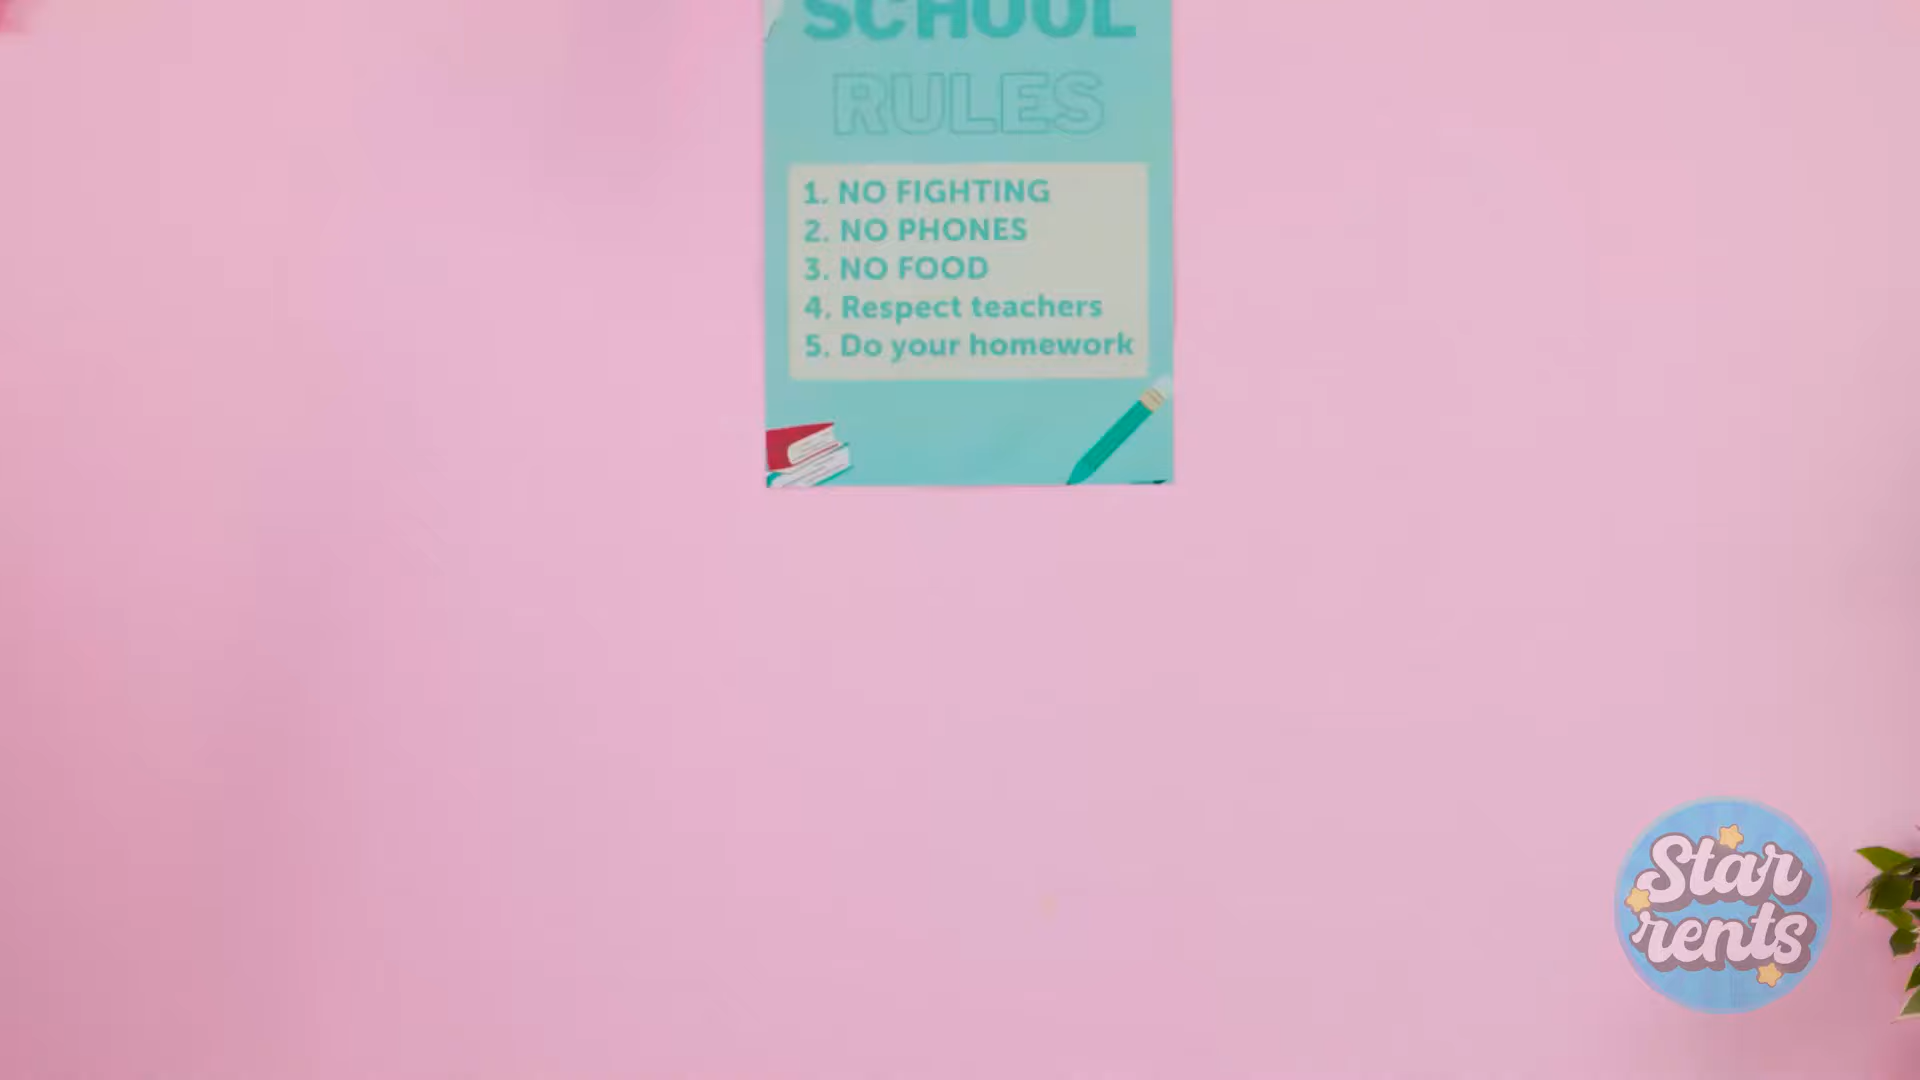 SCHOOL
RULES
1. NO FIGHTING
2. NO PHONES
3. NO FOOD
4. Respect teachers
5. Do your homework
Star
rents